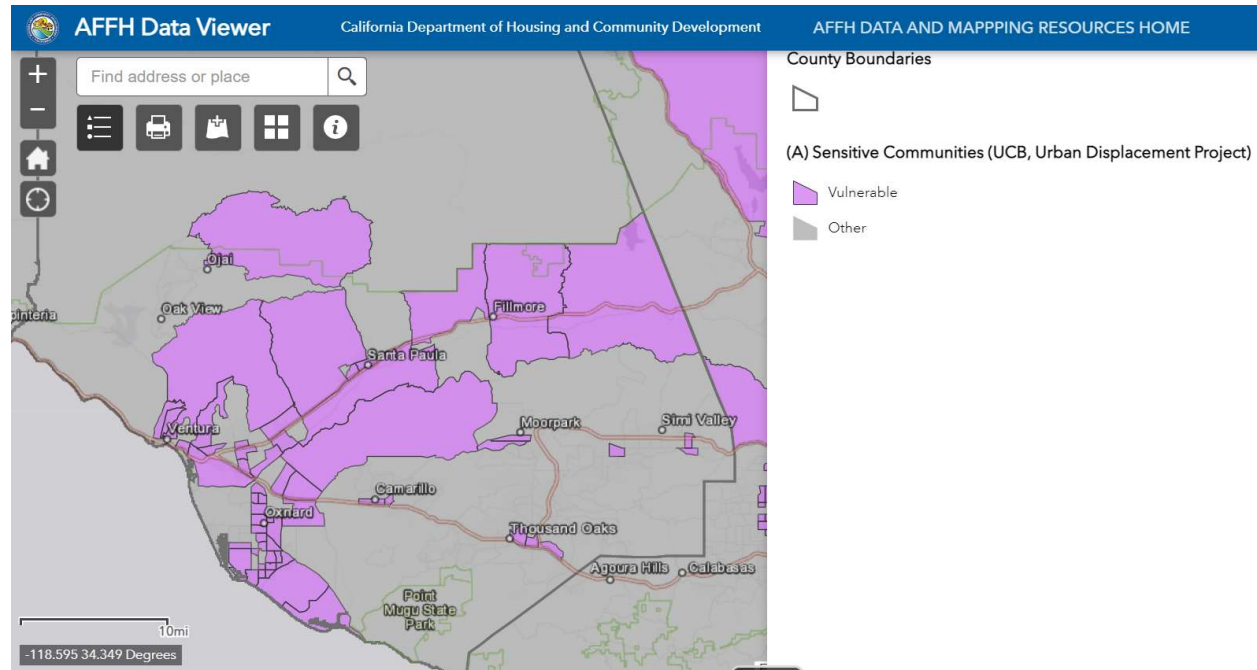 AFFH Data Viewer
California Department of Housing and Community Development
AFFH DATA AND MAPPPING RESOURCES HOME
Find address or place
County Boundaries
(A) Sensitive Communities (UCB, Urban Displacement Project)
Vulnerable
Other
Ojai
Oak View
pinteria
Fillmore
Santa Paula
Ventura
Moorpark
Simi Valley
Camarillo
Oxnard
Thousand Oaks
Agoura Hills
Calabasas
Point
Mugu State
Park
10mi
-118.595 34.349 Degrees